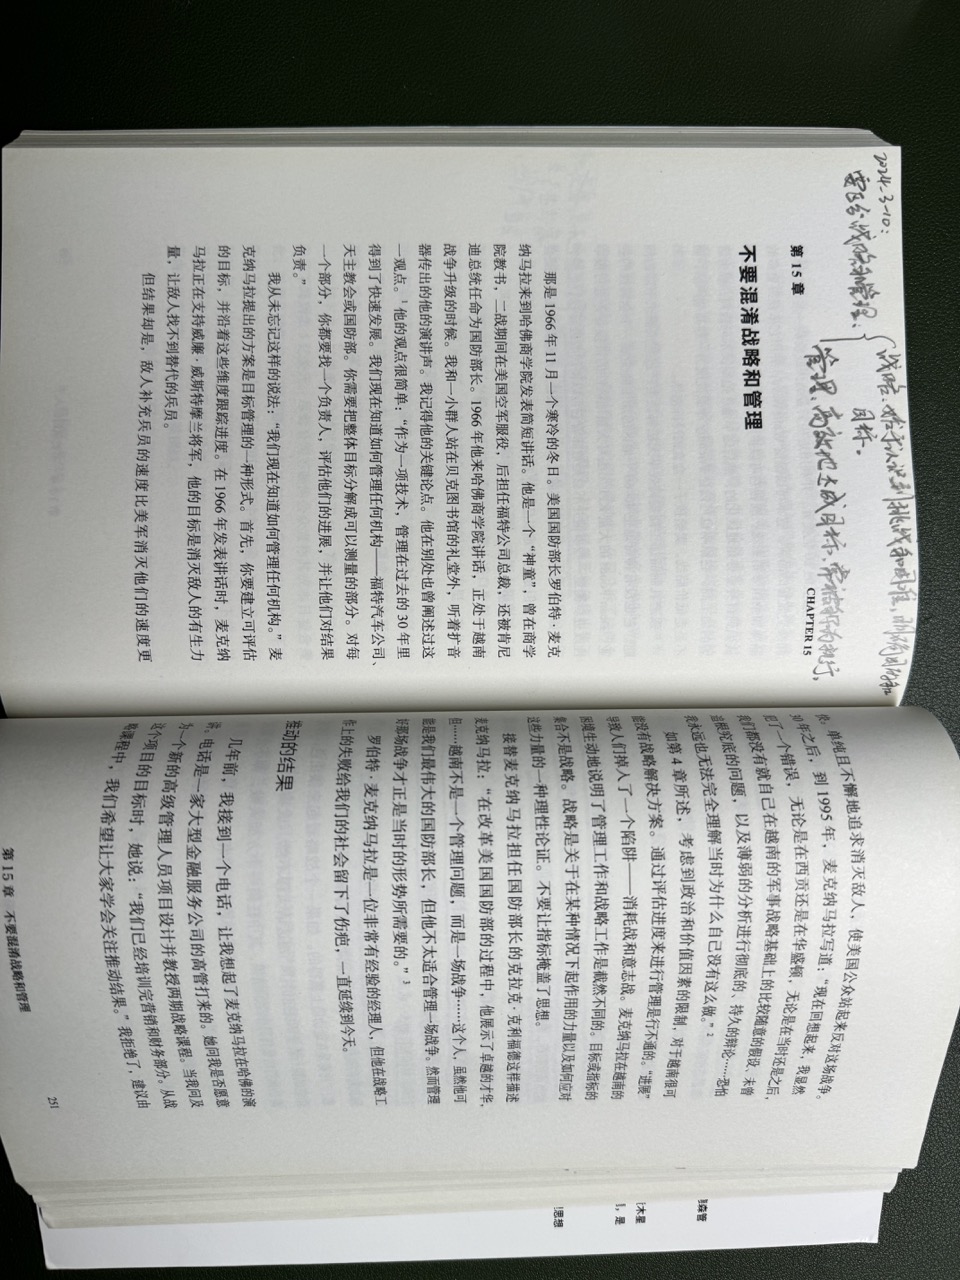 2024-3-10:
要区分战略和管理:
战略、始于认识到挑战和困难，明确目的和
目标。
管理、高效地达成目标、常被称为执行。
CHAPTER 15
第 15 章
不要混淆战略和管理
那是 1966 年 11 月一个寒冷的冬日。美国国防部长罗伯特·麦克
纳马拉来到哈佛商学院发表简短讲话。他是一个“神童”，曾在商学
院教书，二战期间在美国空军服役，后担任福特公司总裁，还被肯尼
迪总统任命为国防部长。1966 年他来哈佛商学院讲话，正处于越南
战争升级的时候。我和一小群人站在贝克图书馆的礼堂外，听着扩音
器传出的他的演讲声。我记得他的关键论点。他在别处也曾阐述过这
一观点。1 他的观点很简单：“作为一项技术，管理在过去的 30 年里
得到了快速发展。我们现在知道如何管理任何机构——福特汽车公司、
天主教会或国防部。你需要把整体目标分解成可以测量的部分。对每
一个部分，你都要找一个负责人，评估他们的进展，并让他们对结果
负责。”
我从未忘记这样的说法：“我们现在知道如何管理任何机构。”麦
克纳马拉提出的方案是目标管理的一种形式。首先，你要建立可评估
的目标，并沿着这些维度跟踪进度。在 1966 年发表讲话时，麦克纳
马拉正在支持威廉·威斯特摩兰将军，他的目标是消灭敌人的有生力
量，让敌人找不到替代的兵员。
但结果却是，敌人补充兵员的速度比美军消灭他们的速度更
快。单纯且不懈地追求消灭敌人，使美国公众站起来反对这场战争。
30 年之后，到 1995 年，麦克纳马拉写道：“现在回想起来，我显然
犯了一个错误，无论是在西贡还是在华盛顿，无论是在当时还是之后，
我们都没有就自己在越南的军事战略基础上的比较随意的假设、未曾
追根究底的问题，以及薄弱的分析进行彻底的、持久的辩论……恐怕
我永远也无法完全理解当时为什么自己没有这么做。”2
如第 4 章所述，考虑到政治和价值因素的限制，对于越南很可
能没有战略解决方案。通过评估进度来进行管理是行不通的。“进展”
导致人们掉入了一个陷阱——消耗战和意志战。麦克纳马拉在越南的
困境生动地说明了管理工作和战略工作是截然不同的。目标或指标的
集合不是战略。战略是关于在某种情况下起作用的力量以及如何应对
这些力量的一种理性论证。不要让指标掩盖了思想。
接替麦克纳马拉担任国防部长的克拉克·克利福德这样描述
麦克纳马拉：“在改革美国国防部的过程中，他展示了卓越的才华，
但……越南不是一个管理问题，而是一场战争……这个人，虽然他可
能是我们最伟大的国防部长，但他不太适合管理一场战争。然而管理
好那场战争才正是当时的形势所需要的。”3
罗伯特·麦克纳马拉是一位非常有经验的经理人，但他在战略工
作上的失败给我们的社会留下了伤疤，一直延续到今天。
推动的结果
几年前，我接到一个电话，让我想起了麦克纳马拉在哈佛的演
讲。电话是一家大型金融服务公司的高管打来的。她问我是否愿意
为一个新的高级管理人员项目设计并教授两期战略课程。当我问及
这个项目的目标时，她说：“我们已经培训完营销和财务部分。从战
略课程中，我们希望让大家学会关注推动结果。”我拒绝了，建议由
251
第 15 章 不要混淆战略和管理
森管
木星
，是
思想